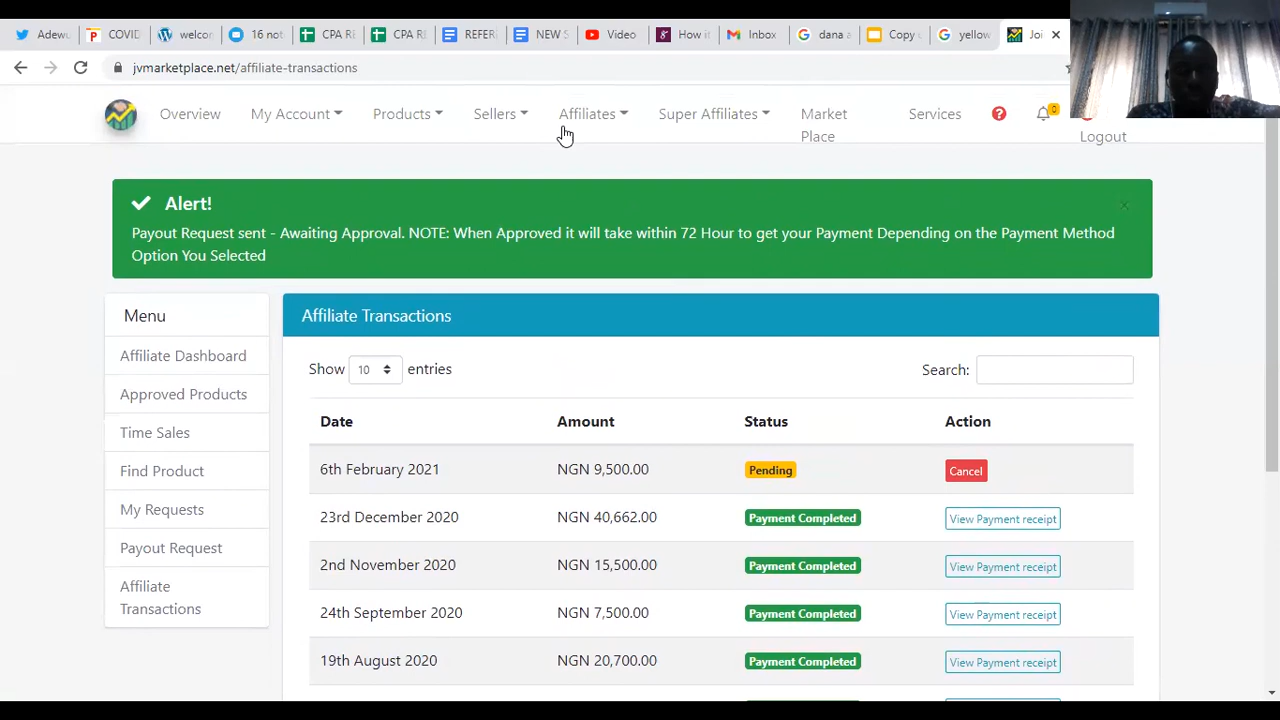 Adewu
COVID
welcor
16 not
CPA RE
CPA RE
REFER
NEW S
Video
How it
Inbox
dana a
Copy
yellow
Joi
jvmarketplace.net/affiliate-transactions
Overview
My Account
Products
Sellers
Affiliates
Super Affiliates
Market
Place
Services
0
Logout
Alert!
Payout Request sent - Awaiting Approval. NOTE: When Approved it will take within 72 Hour to get your Payment Depending on the Payment Method
Option You Selected
Menu
Affiliate Dashboard
Approved Products
Time Sales
Find Product
My Requests
Payout Request
Affiliate
Transactions
Affiliate Transactions
Show 10 entries
Search:
Date Amount Status Action
6th February 2021 NGN 9,500.00 Pending Cancel
23rd December 2020 NGN 40,662.00 Payment Completed View Payment receipt
2nd November 2020 NGN 15,500.00 Payment Completed View Payment receipt
24th September 2020 NGN 7,500.00 Payment Completed View Payment receipt
19th August 2020 NGN 20,700.00 Payment Completed View Payment receipt